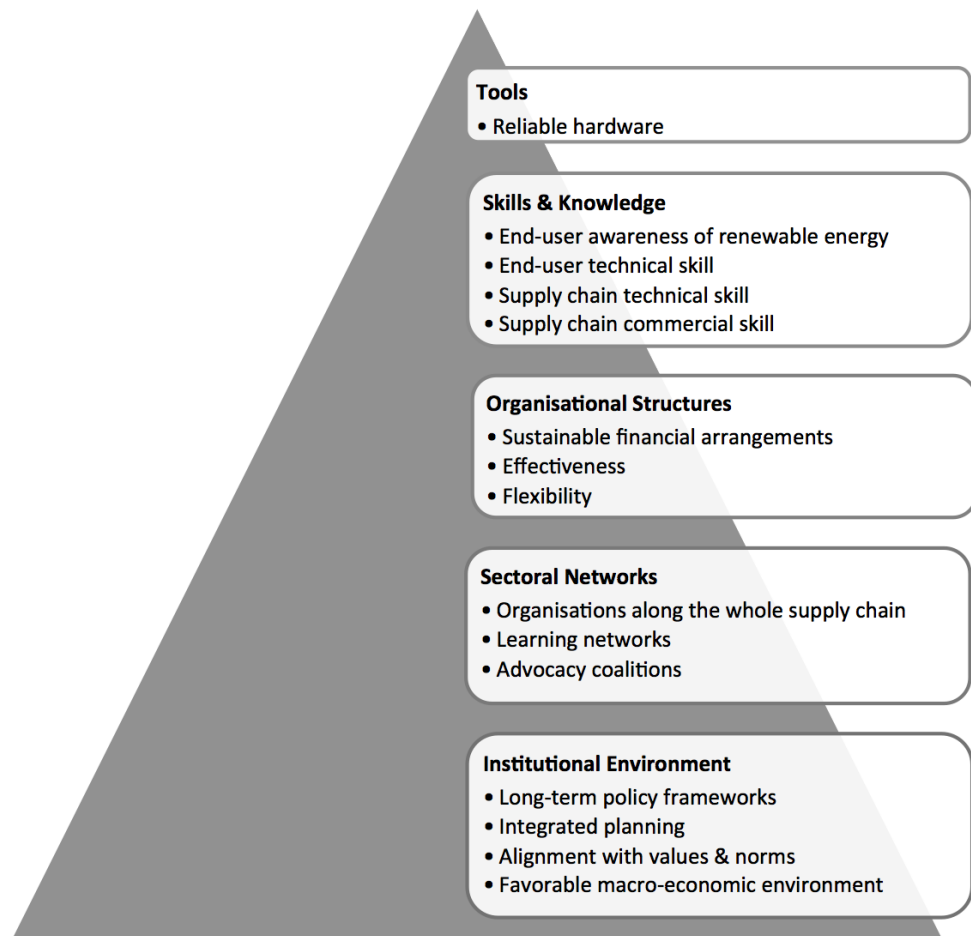 Tools
• Reliable hardware
Skills & Knowledge
• End-user awareness of renewable energy
• End-user technical skill
• Supply chain technical skill
• Supply chain commercial skill
Organisational Structures
• Sustainable financial arrangements
• Effectiveness
• Flexibility
Sectoral Networks
• Organisations along the whole supply chain
• Learning networks
• Advocacy coalitions
Institutional Environment
• Long-term policy frameworks
• Integrated planning
• Alignment with values & norms
• Favorable macro-economic environment